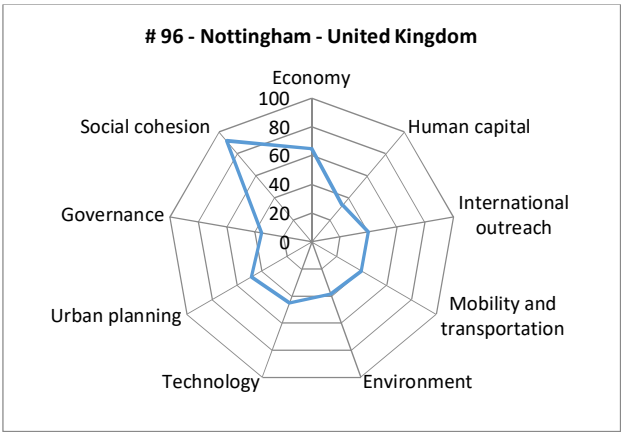 # 96 - Nottingham - United Kingdom
Economy
100
80
60
40
20
0
Human capital
International
outreach
Mobility and
transportation
Environment
Technology
Urban planning
Governance
Social cohesion